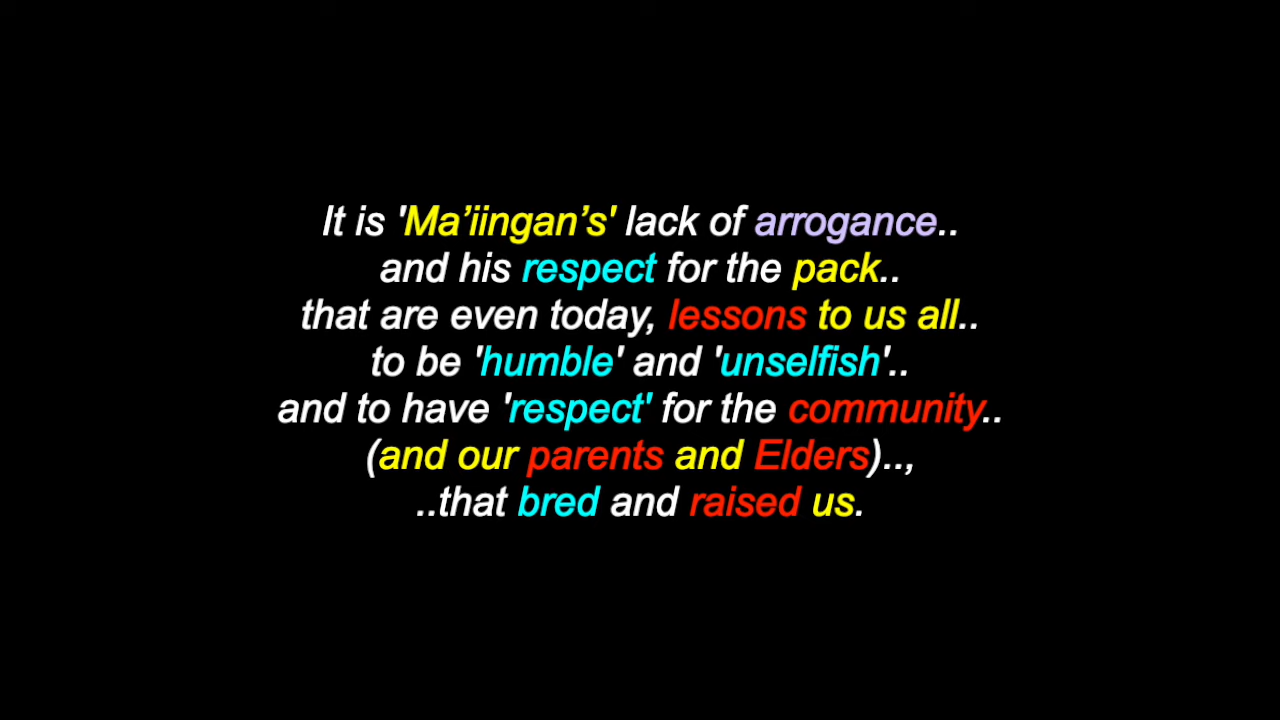 It is 'Ma’iingan’s' lack of arrogance..
and his respect for the pack..
that are even today, lessons to us all..
to be 'humble' and 'unselfish'..
and to have 'respect' for the community..
(and our parents and Elders)..,
..that bred and raised us.